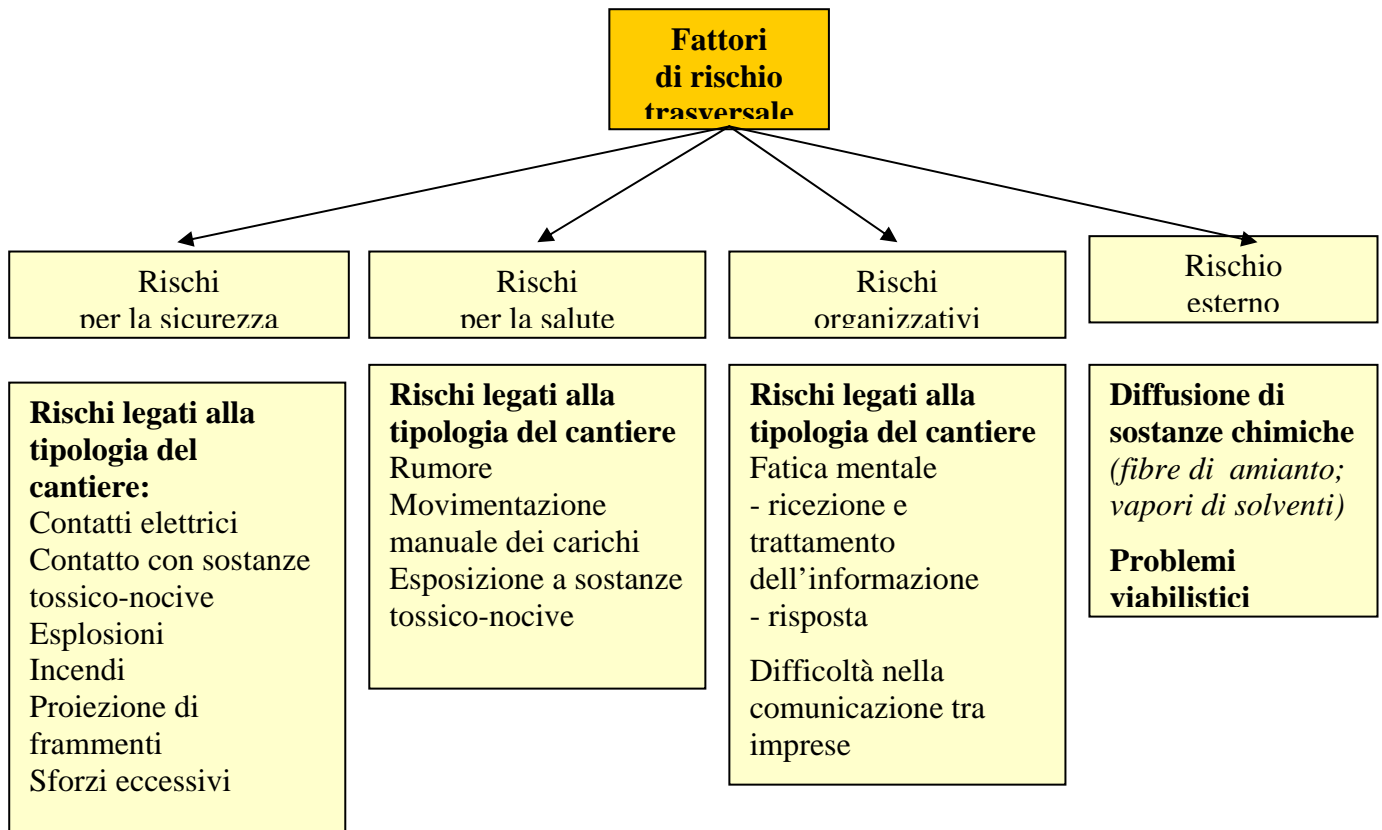 Fattori
di rischio
trasversale
Rischi
per la sicurezza
Rischi
per la salute
Rischi
organizzativi
Rischio
esterno
Rischi legati alla
tipologia del
cantiere:
Contatti elettrici
Contatto con sostanze
tossico-nocive
Esplosioni
Incendi
Proiezione di
frammenti
Sforzi eccessivi
Rischi legati alla
tipologia del cantiere
Rumore
Movimentazione
manuale dei carichi
Esposizione a sostanze
tossico-nocive
Rischi legati alla
tipologia del cantiere
Fatica mentale
- ricezione e
trattamento
dell’informazione
- risposta
Difficoltà nella
comunicazione tra
imprese
Diffusione di
sostanze chimiche
(fibre di amianto;
vapori di solventi)
Problemi
viabilistici